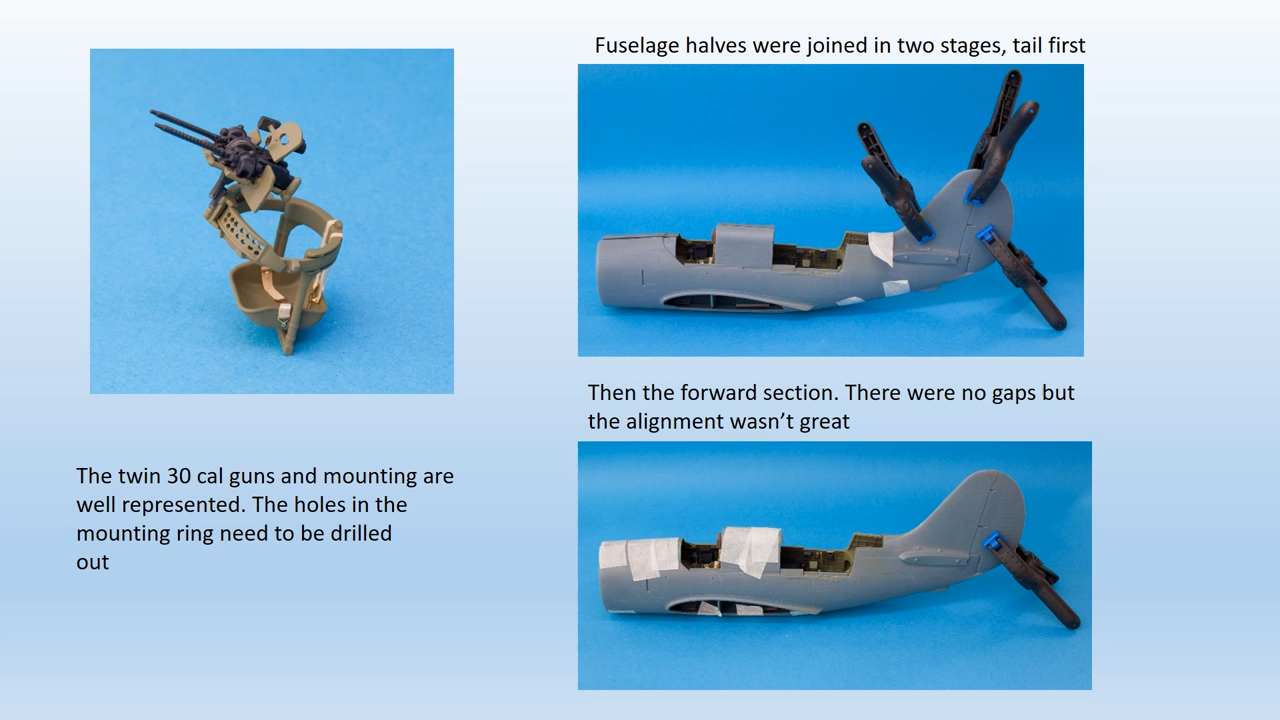 Fuselage halves were joined in two stages, tail first
Then the forward section. There were no gaps but
the alignment wasn’t great
The twin 30 cal guns and mounting are
well represented. The holes in the
mounting ring need to be drilled
out